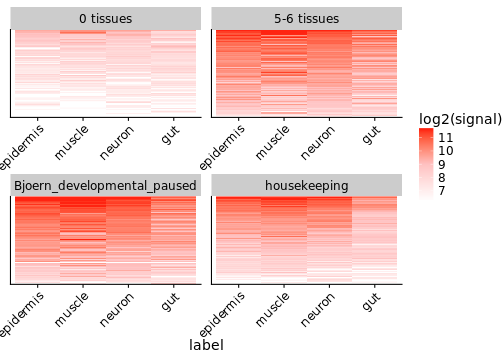 0 tissues
5-6 tissues
epidermis
muscle
neuron
gut
epidermis
muscle
neuron
gut
log2(signal)
11
10
9
8
7
Bjoern_developmental_paused
housekeeping
epidermis
muscle
neuron
gut
epidermis
muscle
neuron
gut
label